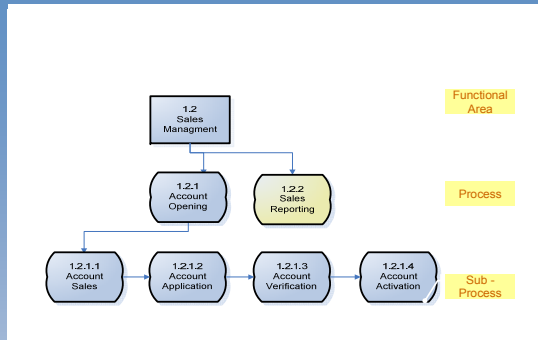 Functional
Area
1.2
Sales
Managment
1.2.1
Account
Opening
1.2.2
Sales
Reporting
Process
1.2.1.1
Account
Sales
1.2.1.2
Account
Application
1.2.1.3
Account
Verification
1.2.1.4
Account
Activation
Sub -
Process